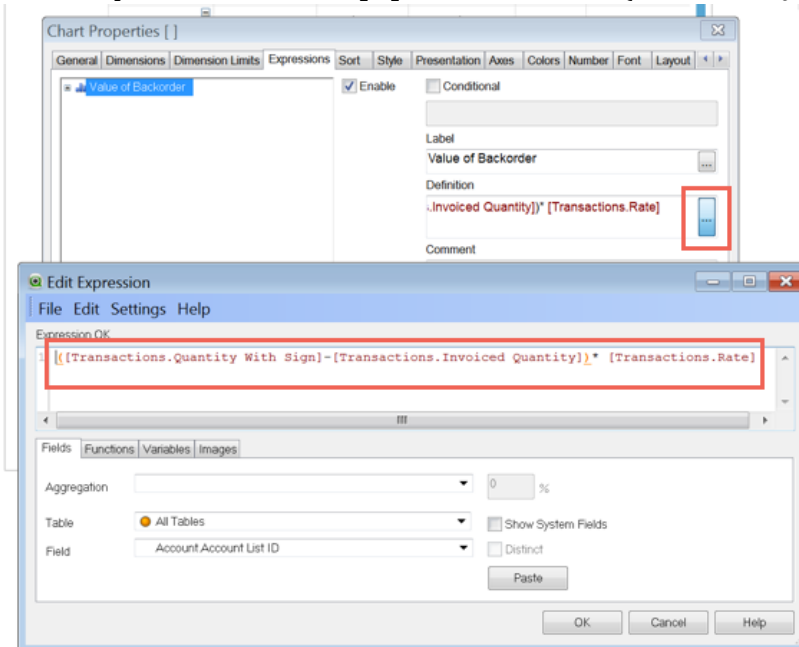 Chart Properties [ ]
General Dimensions Dimension Limits Expressions Sort Style Presentation Axes Colors Number Font Layout
Value of Backorder
Enable
Conditional
Label
Value of Backorder
...
Definition
.Invoiced Quantity])* [Transactions.Rate]
...
Comment
Edit Expression
File Edit Settings Help
Expression OK
1 ([Transactions.Quantity With Sign]-[Transactions.Invoiced Quantity])* [Transactions.Rate]
Fields Functions Variables Images
Aggregation 0 %
Table All Tables Show System Fields
Field Account.Account List ID Distinct
Paste
OK Cancel Help